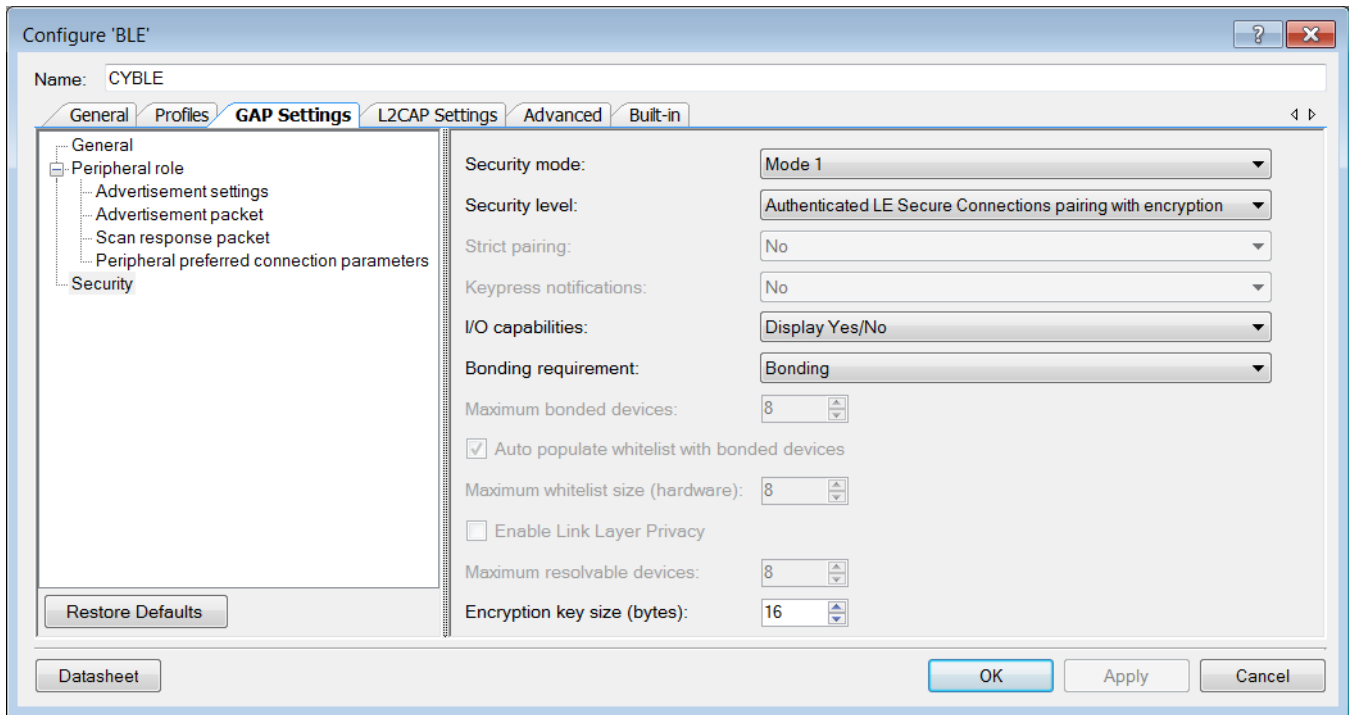 Configure 'BLE'
Name: CYBLE
General Profiles GAP Settings L2CAP Settings Advanced Built-in
General
Peripheral role
Advertisement settings
Advertisement packet
Scan response packet
Peripheral preferred connection parameters
Security
Restore Defaults
Security mode: Mode 1
Security level: Authenticated LE Secure Connections pairing with encryption
Strict pairing: No
Keypress notifications: No
I/O capabilities: Display Yes/No
Bonding requirement: Bonding
Maximum bonded devices: 8
Auto populate whitelist with bonded devices
Maximum whitelist size (hardware): 8
Enable Link Layer Privacy
Maximum resolvable devices: 8
Encryption key size (bytes): 16
Datasheet OK Apply Cancel